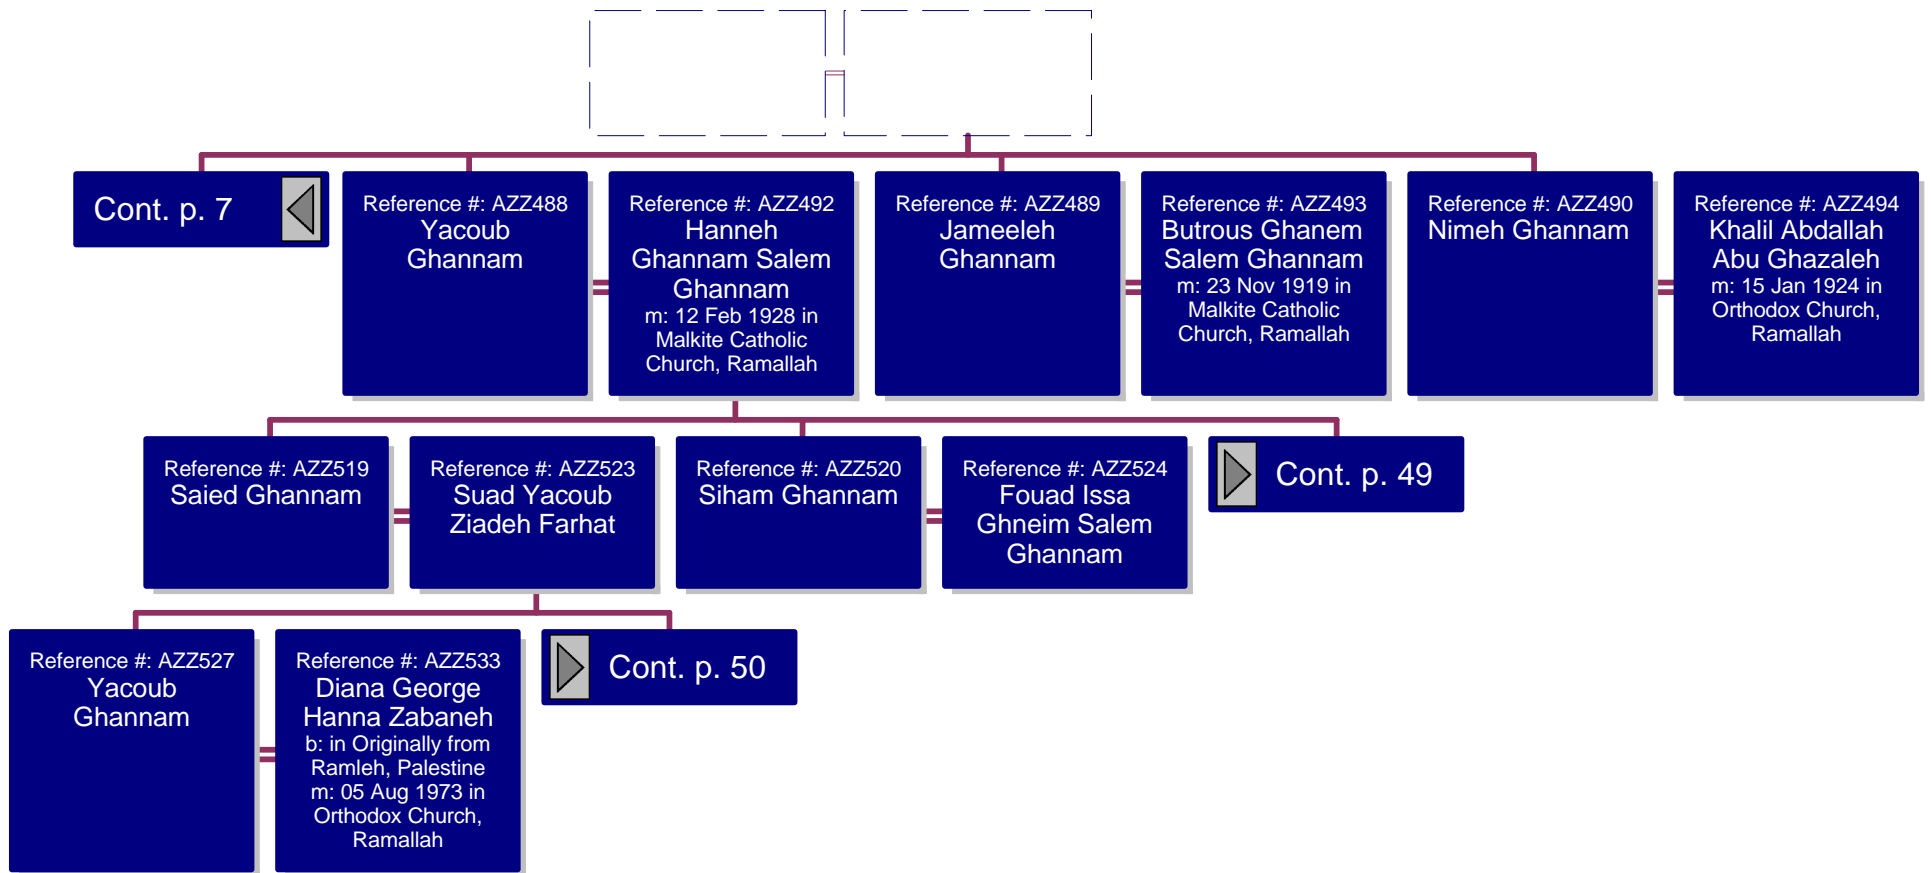 Cont. p. 7
Reference #: AZZ488
Yacoub
Ghannam
Reference #: AZZ492
Hanneh
Ghannam Salem
Ghannam
m: 12 Feb 1928 in
Malkite Catholic
Church, Ramallah
Reference #: AZZ489
Jameeleh
Ghannam
Reference #: AZZ493
Butrous Ghanem
Salem Ghannam
m: 23 Nov 1919 in
Malkite Catholic
Church, Ramallah
Reference #: AZZ490
Nimeh Ghannam
Reference #: AZZ494
Khalil Abdallah
Abu Ghazaleh
m: 15 Jan 1924 in
Orthodox Church,
Ramallah
Reference #: AZZ519
Saied Ghannam
Reference #: AZZ523
Suad Yacoub
Ziadeh Farhat
Reference #: AZZ520
Siham Ghannam
Reference #: AZZ524
Fouad Issa
Ghneim Salem
Ghannam
Cont. p. 49
Reference #: AZZ527
Yacoub
Ghannam
Reference #: AZZ533
Diana George
Hanna Zabaneh
b: in Originally from
Ramleh, Palestine
m: 05 Aug 1973 in
Orthodox Church,
Ramallah
Cont. p. 50